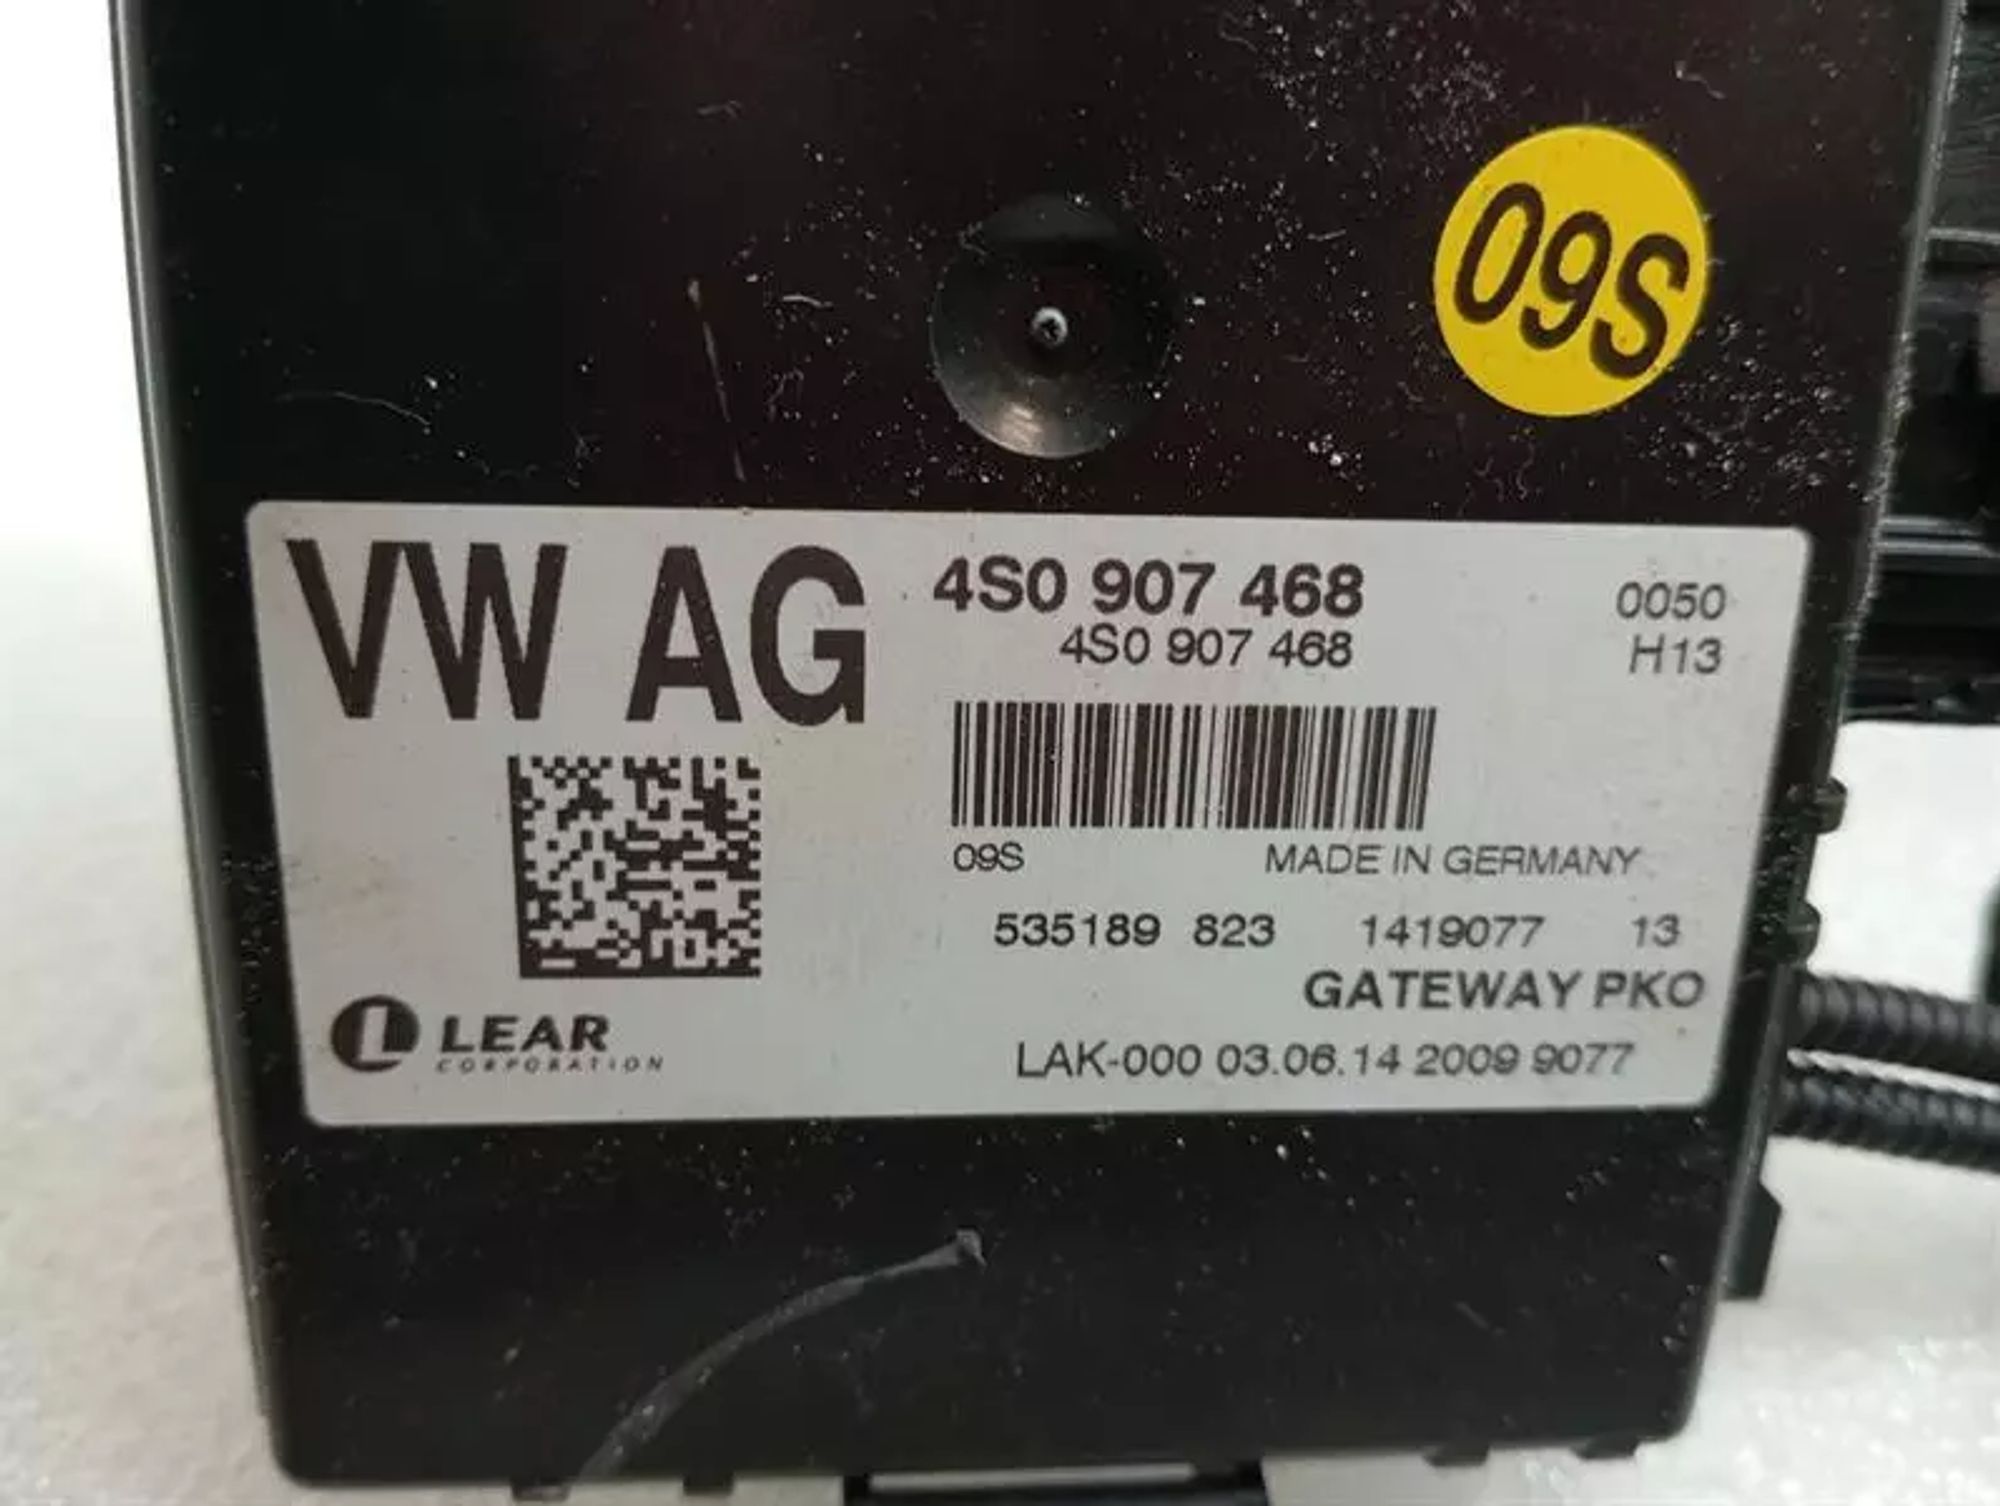 09S
VW AG
4S0 907 468
0050
4S0 907 468
H13
09S
MADE IN GERMANY
535189 823 1419077 13
GATEWAY PKO
LEAR
CORPORATION
LAK-000 03.06.14 2009 9077